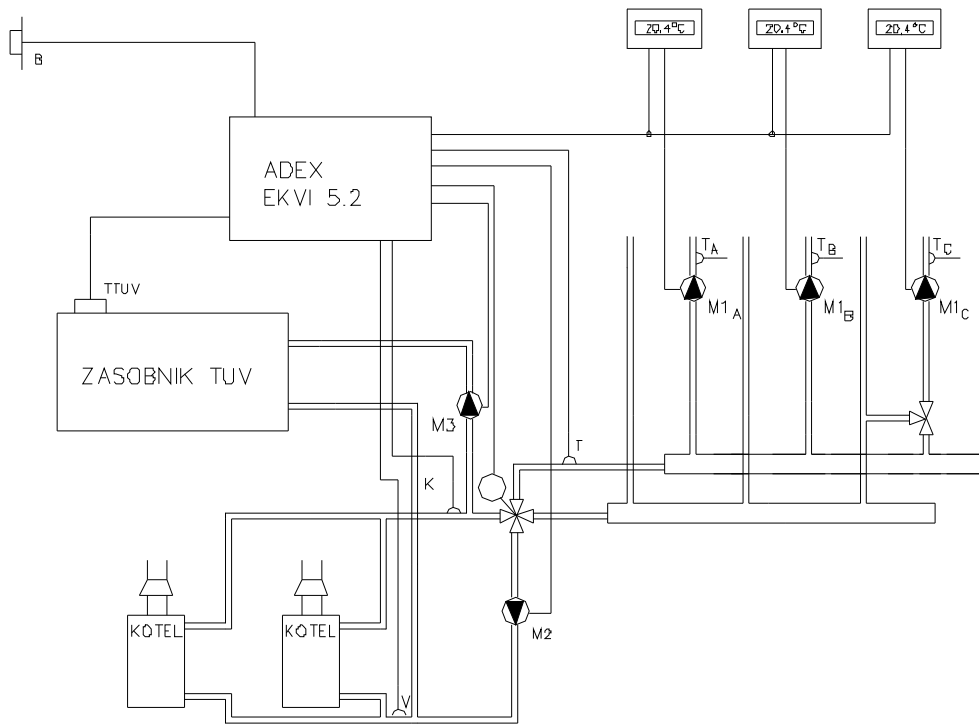 20.4°C
20.4°C
20.4°C
B
ADEX
EKVI 5.2
TA
TB
TC
TTUV
M1A
M1B
M1C
ZASOBNIK TUV
M3
T
K
KOTEL
KOTEL
M2
V